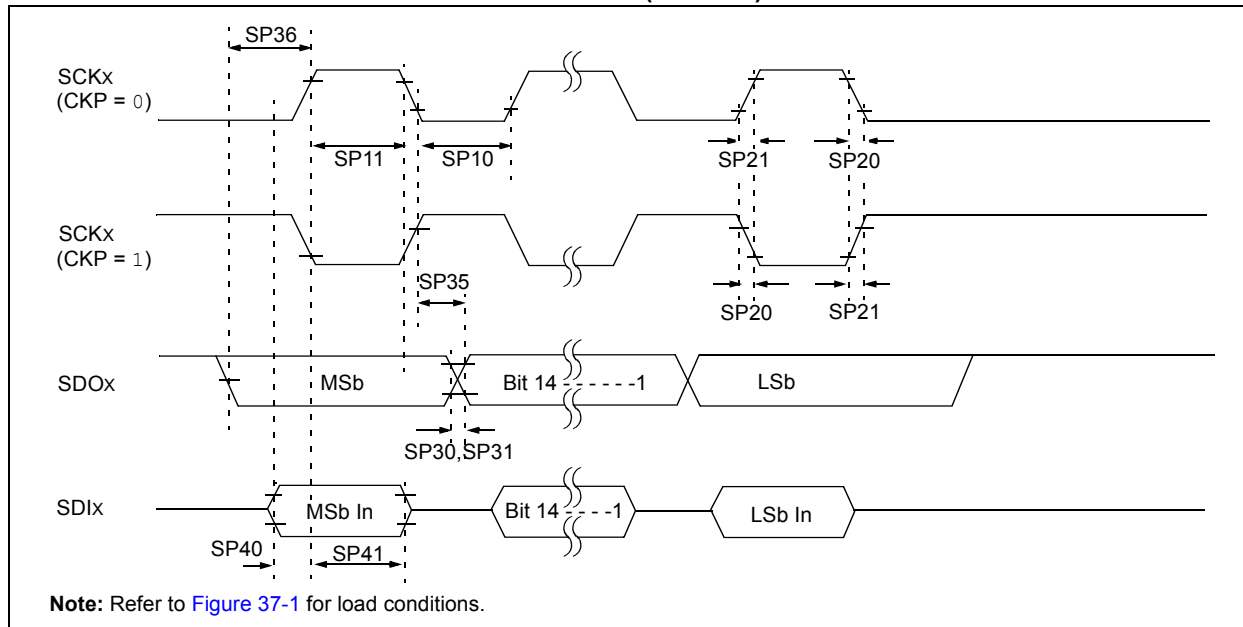 SP36
SCKx
(CKP = 0)
SP11
SP10
SP21
SP20
SCKx
(CKP = 1)
SP35
SP20
SP21
SDOx
MSb
Bit 14 - - - - - -1
LSb
SP30,SP31
SDIx
MSb In
Bit 14 - - - -1
LSb In
SP40
SP41
Note: Refer to Figure 37-1 for load conditions.